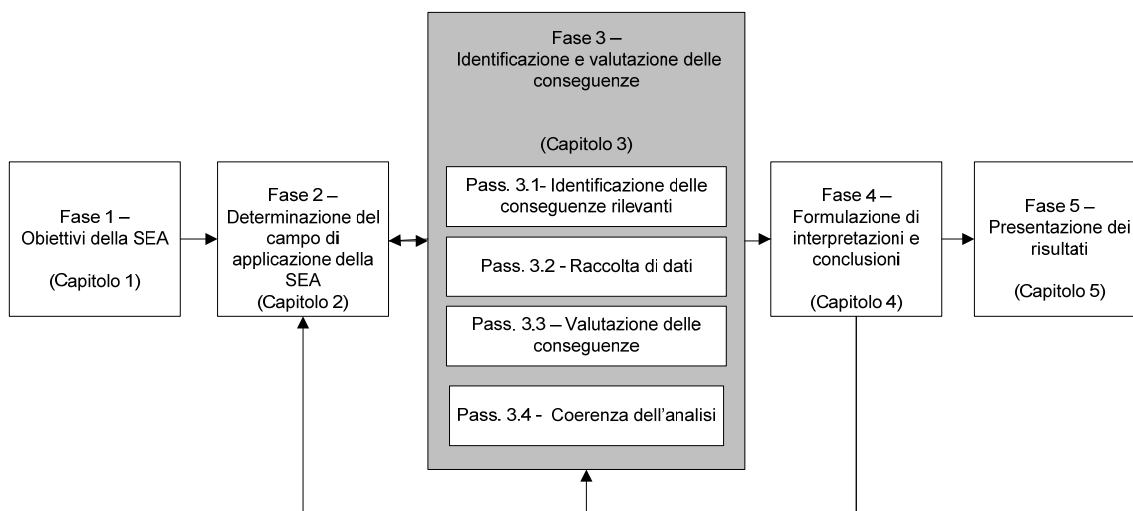 Fase 1 –
Obiettivi della SEA
(Capitolo 1)
Fase 2 –
Determinazione del
campo di
applicazione della
SEA
(Capitolo 2)
Fase 3 –
Identificazione e valutazione delle
conseguenze
(Capitolo 3)
Pass. 3.1- Identificazione delle
conseguenze rilevanti
Pass. 3.2 - Raccolta di dati
Pass. 3.3 – Valutazione delle
conseguenze
Pass. 3.4 - Coerenza dell’analisi
Fase 4 –
Formulazione di
interpretazioni e
conclusioni
(Capitolo 4)
Fase 5 –
Presentazione dei
risultati
(Capitolo 5)